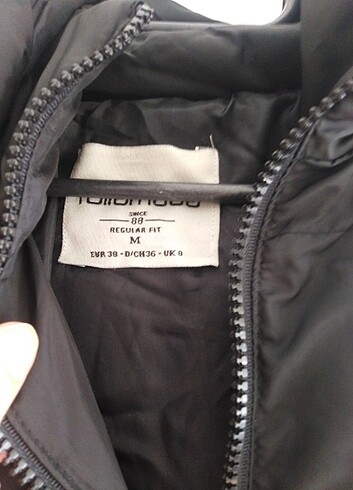 SINCE
88
REGULAR FIT
M
EUR 38 - D/CH36 - UK 8